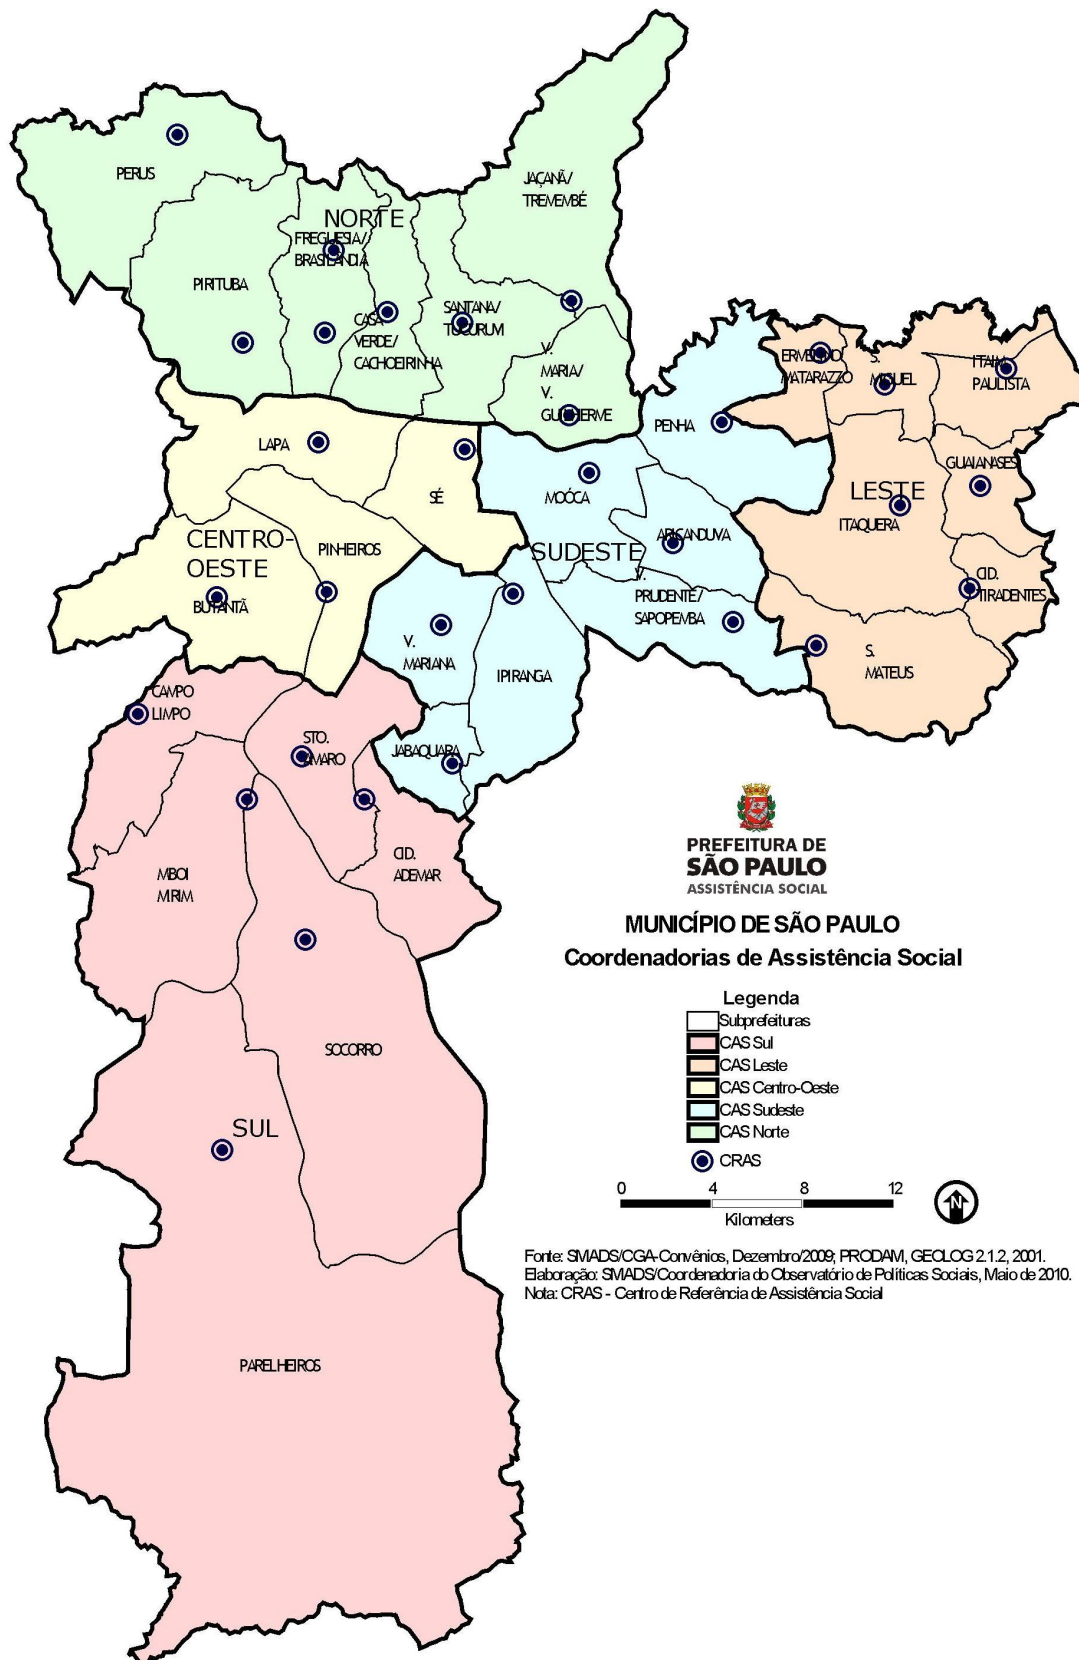 JAÇANÃ/
TREMEMBÉ
PERUS
NORTE
FREGUESIA/
BRASILÂNDIA
PIRITUBA
CASA
VERDE/
CACHOEIRINHA
SANTANA/
TUCURUVI
V.
MARIA/
V.
GUILHERME
ERMELINO
MATARAZZO
S.
MIGUEL
ITAIM
PAULISTA
PENHA
LAPA
SÉ
MOÓCA
GUAIANASES
LESTE
ITAQUERA
CENTRO-
OESTE
PINHEIROS
BUTANTÃ
SUDESTE
ARICANDUVA
V.
PRUDENTE/
SAPOPEMBA
CID.
TIRADENTES
V.
MARIANA
IPIRANGA
S.
MATEUS
CAMPO
LIMPO
STO.
AMARO
JABAQUARA
M'BOI
MIRIM
CID.
ADEMAR
SOCORRO
SUL
PARELHEIROS
PREFEITURA DE
SÃO PAULO
ASSISTÊNCIA SOCIAL
MUNICÍPIO DE SÃO PAULO
Coordenadorias de Assistência Social
Legenda
Subprefeituras
CAS Sul
CAS Leste
CAS Centro-Oeste
CAS Sudeste
CAS Norte
CRAS
0 4 8 12
Kilometers
N
Fonte: SMADS/CGA-Convênios, Dezembro/2009; PRODAM, GEOLOG 2.1.2, 2001.
Elaboração: SMADS/Coordenadoria do Observatório de Políticas Sociais, Maio de 2010.
Nota: CRAS - Centro de Referência de Assistência Social